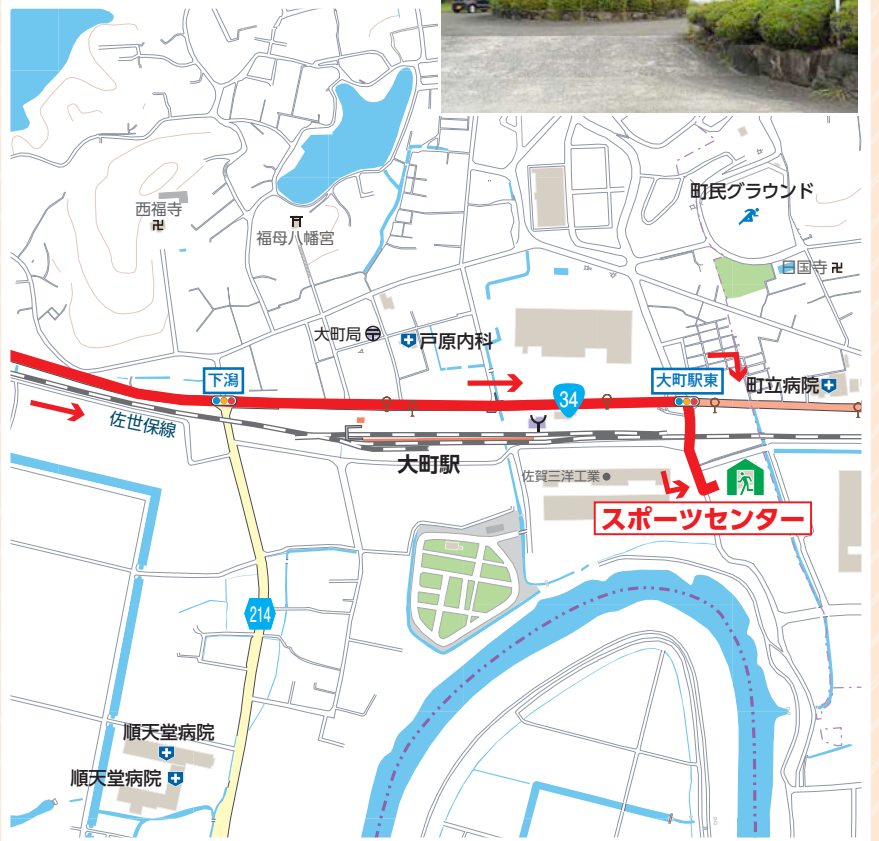 町民グラウンド
西福寺
福母八幡宮
日国寺
大町局
戸原内科
下潟
34
大町駅東
町立病院
佐世保線
大町駅
佐賀三洋工業
スポーツセンター
214
順天堂病院
順天堂病院